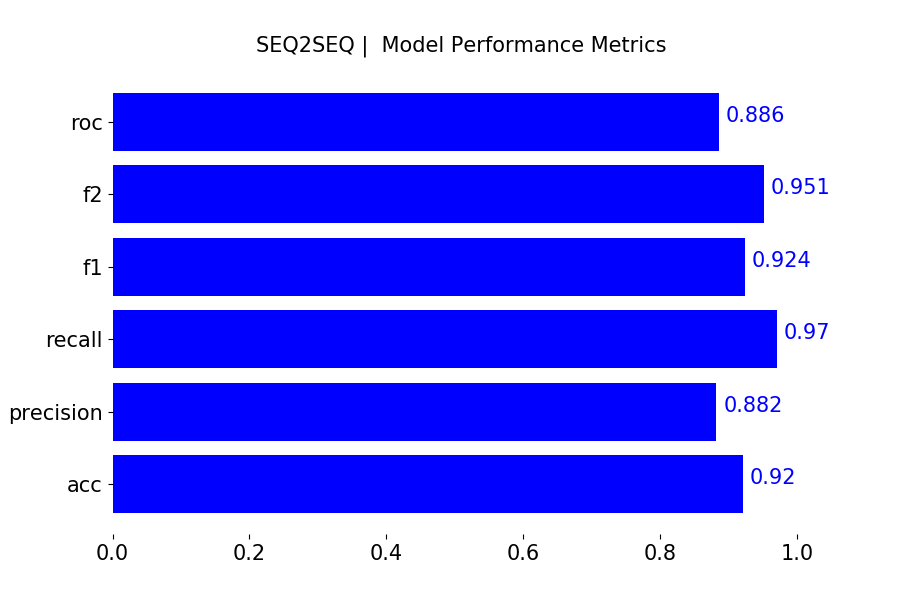 SEQ2SEQ |  Model Performance Metrics
roc 0.886
f2 0.951
f1 0.924
recall 0.97
precision 0.882
acc 0.92
0.0 0.2 0.4 0.6 0.8 1.0